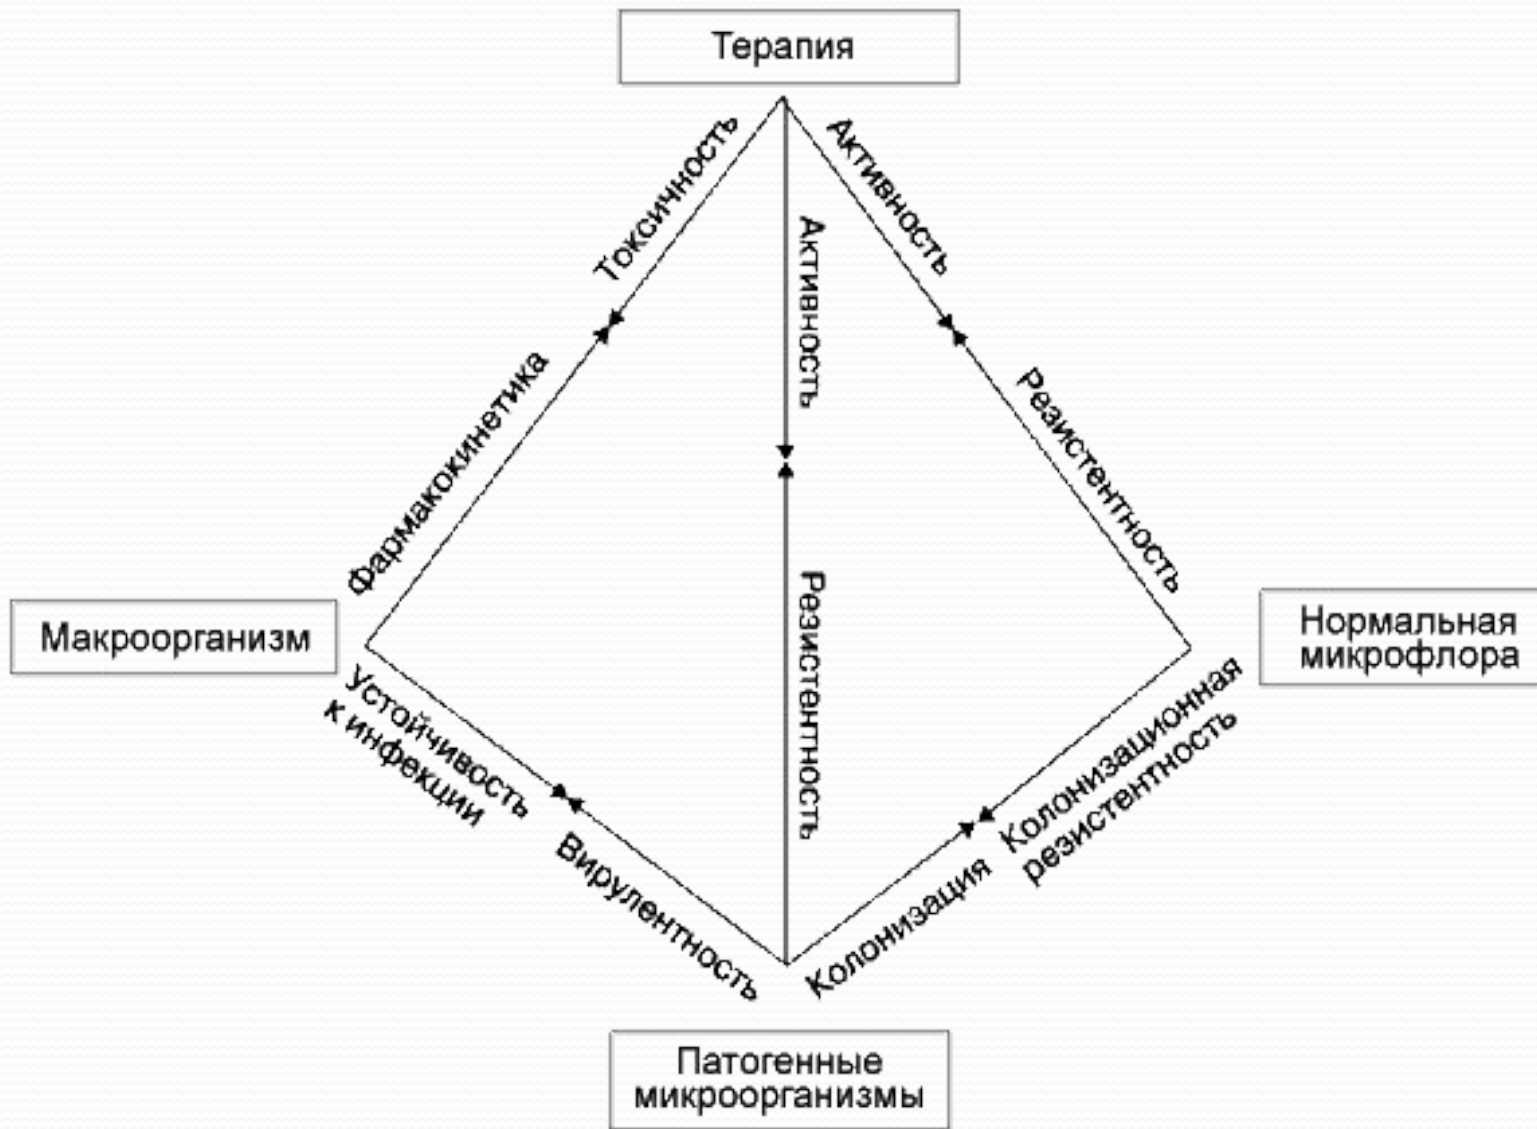 Терапия
Токсичность
Активность
Активность
Фармакокинетика
Резистентность
Резистентность
Макроорганизм
Нормальная
микрофлора
Устойчивость
к инфекции
Вирулентность
Колонизация
Колонизационная
резистентность
Патогенные
микроорганизмы